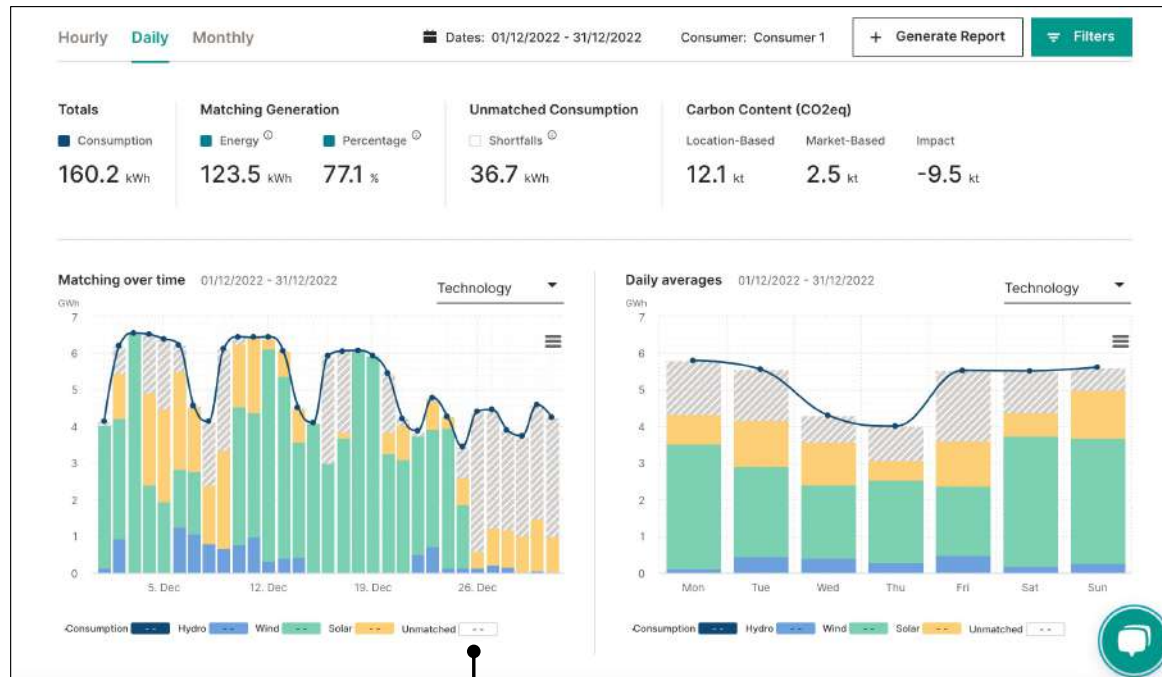 Hourly Daily Monthly Dates: 01/12/2022 - 31/12/2022 Consumer: Consumer 1 + Generate Report Filters
Totals Matching Generation Unmatched Consumption Carbon Content (CO2eq)
Consumption Energy Percentage Shortfalls Location-Based Market-Based Impact
160.2 kWh 123.5 kWh 77.1 % 36.7 kWh 12.1 kt 2.5 kt -9.5 kt
Matching over time 01/12/2022 - 31/12/2022 Technology
GWh
7
6
5
4
3
2
1
0
5. Dec 12. Dec 19. Dec 26. Dec
Consumption -- Hydro -- Wind -- Solar -- Unmatched --
Daily averages 01/12/2022 - 31/12/2022 Technology
GWh
7
6
5
4
3
2
1
0
Mon Tue Wed Thu Fri Sat Sun
Consumption -- Hydro -- Wind -- Solar -- Unmatched --